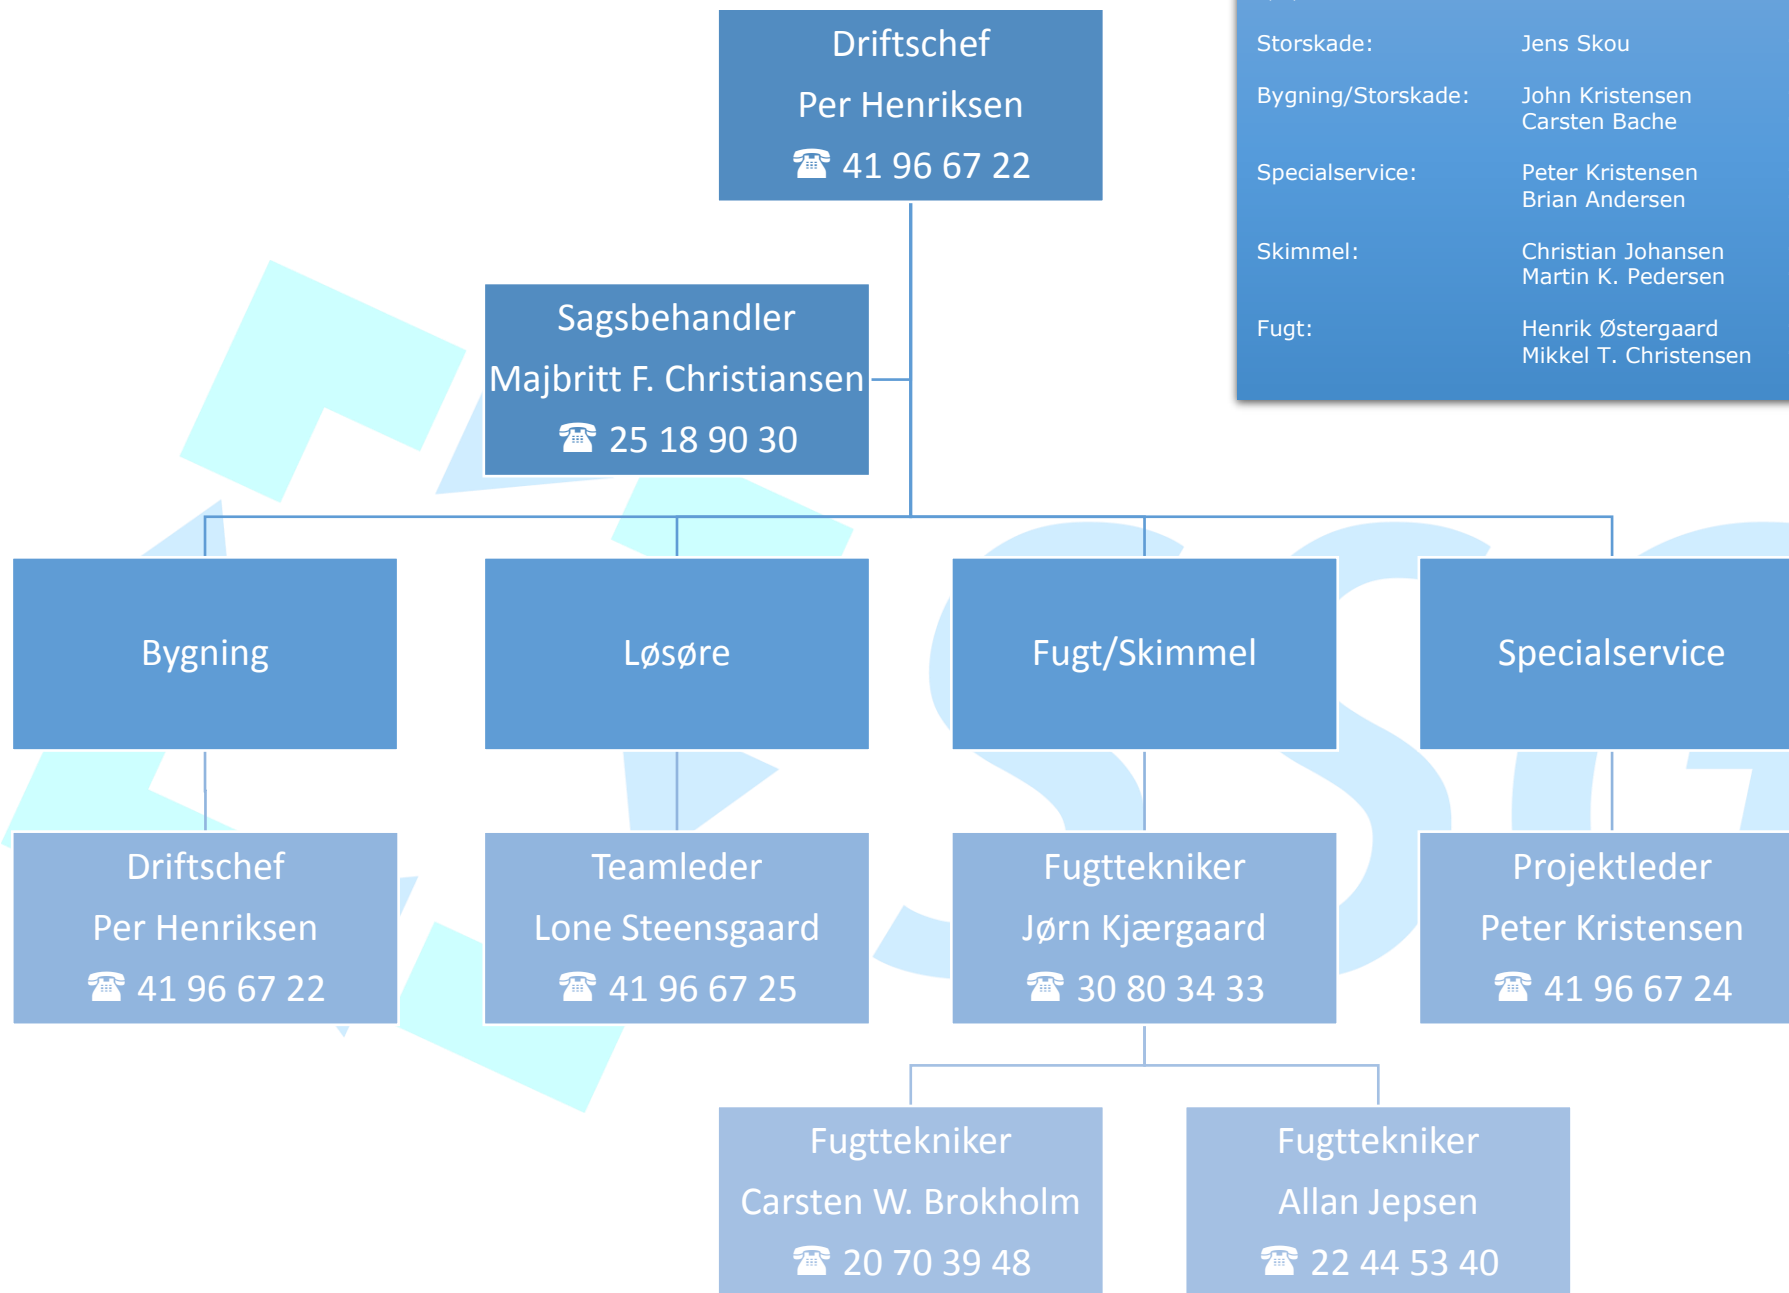 Driftschef
Per Henriksen
☎ 41 96 67 22
Storskade: Jens Skou
Bygning/Storskade: John Kristensen
Carsten Bache
Specialservice: Peter Kristensen
Brian Andersen
Skimmel: Christian Johansen
Martin K. Pedersen
Fugt: Henrik Østergaard
Mikkel T. Christensen
Sagsbehandler
Majbritt F. Christiansen
☎ 25 18 90 30
Bygning
Løsøre
Fugt/Skimmel
Specialservice
Driftschef
Per Henriksen
☎ 41 96 67 22
Teamleder
Lone Steensgaard
☎ 41 96 67 25
Fugttekniker
Jørn Kjærgaard
☎ 30 80 34 33
Projektleder
Peter Kristensen
☎ 41 96 67 24
Fugttekniker
Carsten W. Brokholm
☎ 20 70 39 48
Fugttekniker
Allan Jepsen
☎ 22 44 53 40
SSG